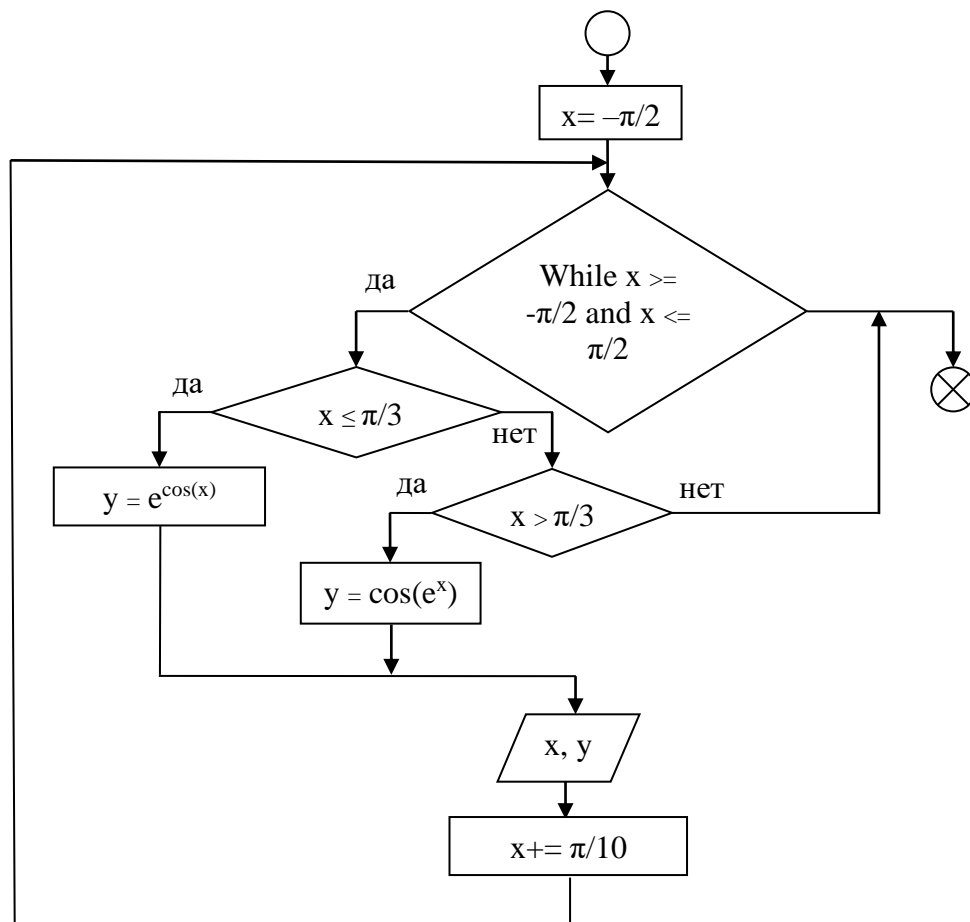 x= –π/2
да
While x >=
-π/2 and x <=
π/2
да
x ≤ π/3
нет
y = e^cos(x)
да
x > π/3
нет
y = cos(e^x)
x, y
x+= π/10